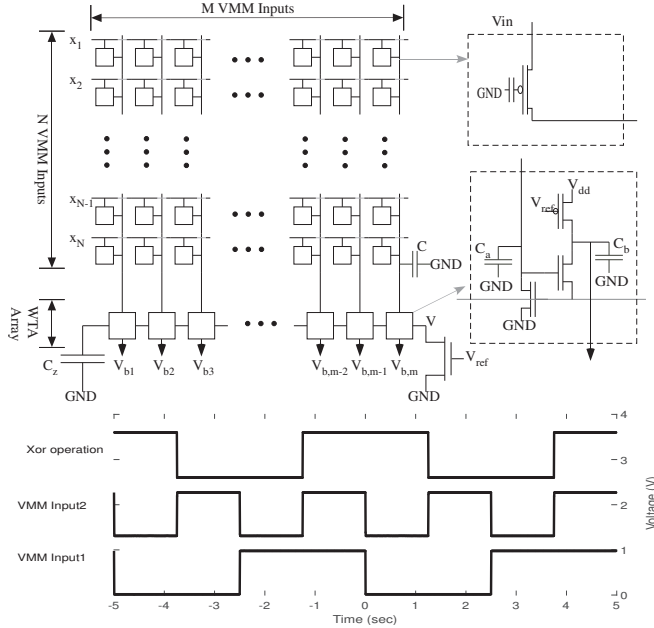 M VMM Inputs
N VMM Inputs
x1
x2
xN-1
xN
WTA Array
Cz
GND
Vb1
Vb2
Vb3
Vb,m-2
Vb,m-1
Vb,m
C
GND
V
Vref
GND
Vin
GND
Vdd
Vref
Ca
GND
Cb
GND
GND
Xor operation
VMM Input2
VMM Input1
4
3
2
1
0
Voltage (V)
-5 -4 -3 -2 -1 0 1 2 3 4 5
Time (sec)